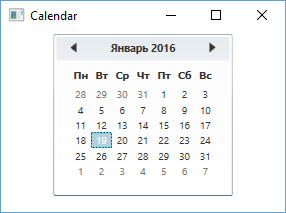 Calendar
Январь 2016
Пн Вт Ср Чт Пт Сб Вс
28 29 30 31 1 2 3
4 5 6 7 8 9 10
11 12 13 14 15 16 17
18 19 20 21 22 23 24
25 26 27 28 29 30 31
1 2 3 4 5 6 7